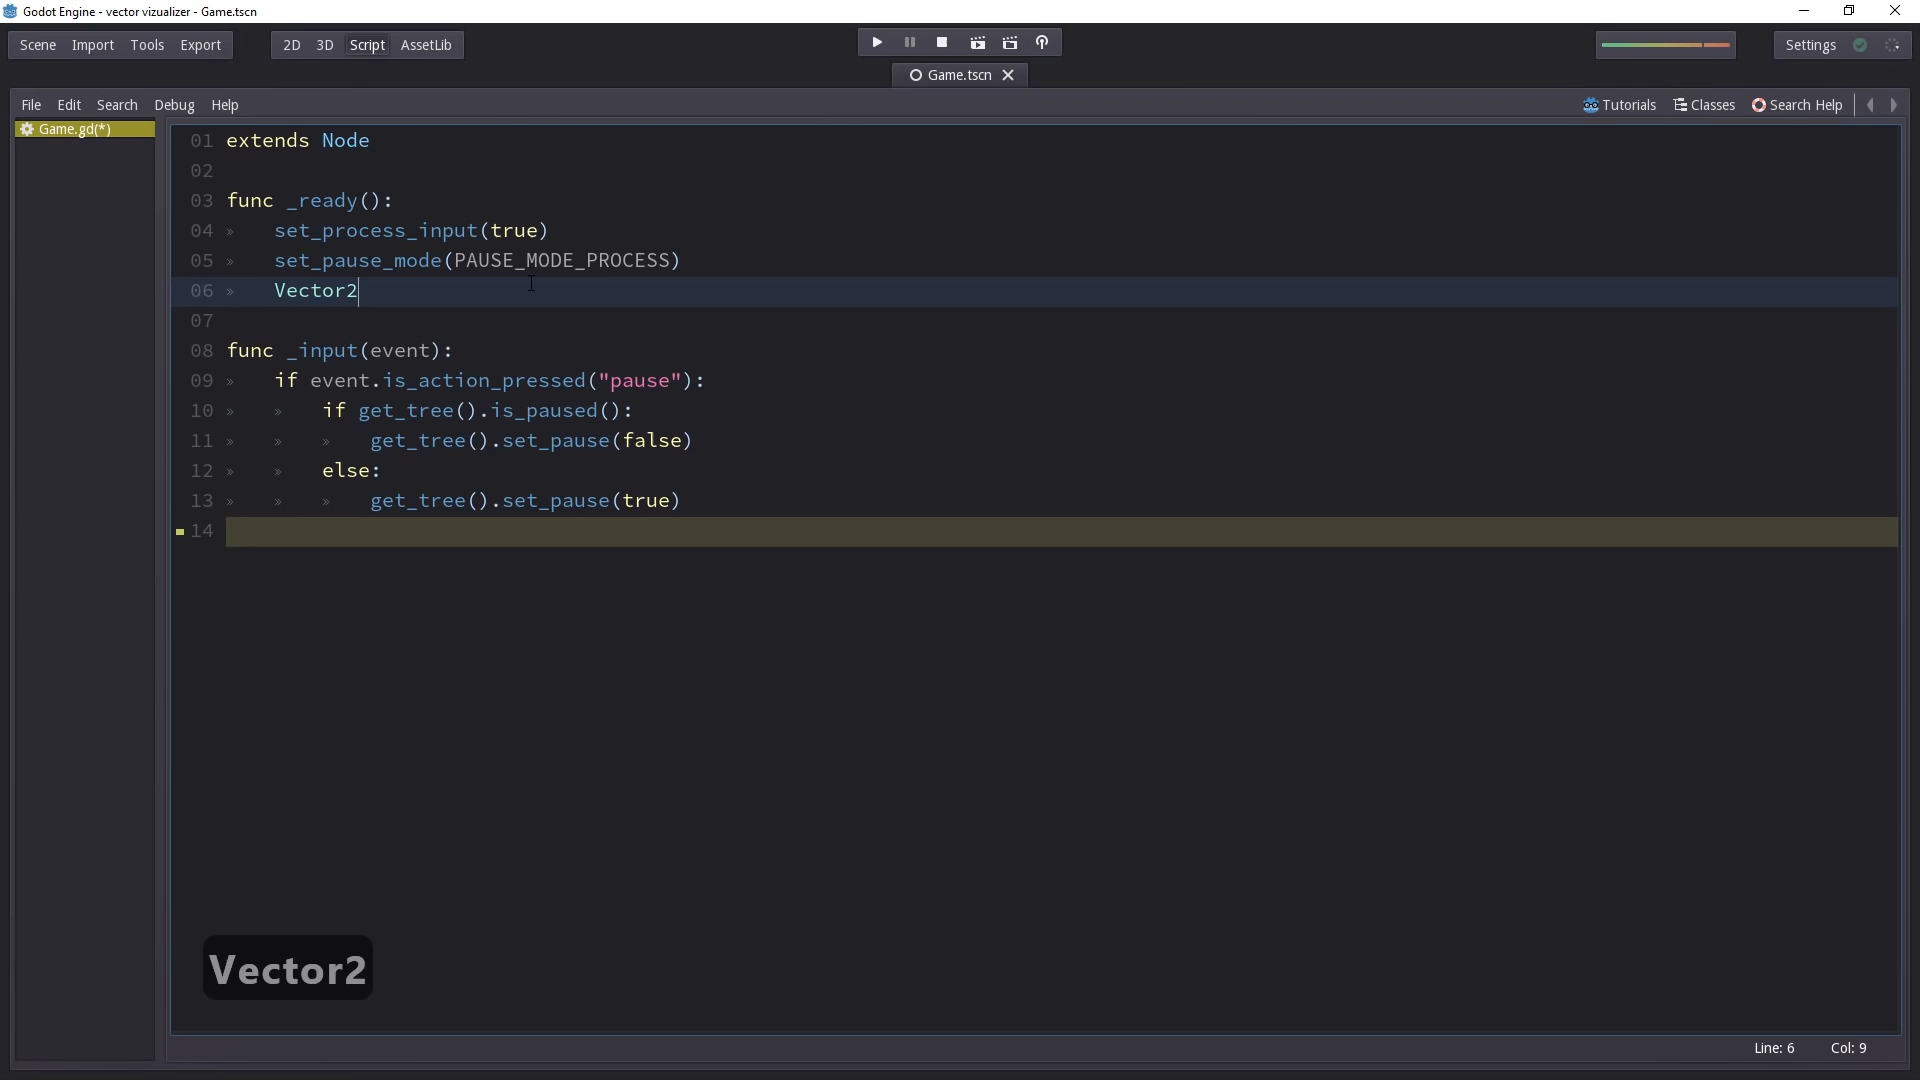 Godot Engine - vector vizualizer - Game.tscn
Scene Import Tools Export 2D 3D Script AssetLib Settings
Game.tscn
File Edit Search Debug Help Tutorials Classes Search Help
Game.gd(*)
01 extends Node
02
03 func _ready():
04 » set_process_input(true)
05 » set_pause_mode(PAUSE_MODE_PROCESS)
06 » Vector2
07
08 func _input(event):
09 » if event.is_action_pressed("pause"):
10 » » if get_tree().is_paused():
11 » » » get_tree().set_pause(false)
12 » » else:
13 » » » get_tree().set_pause(true)
14
Vector2
Line: 6 Col: 9